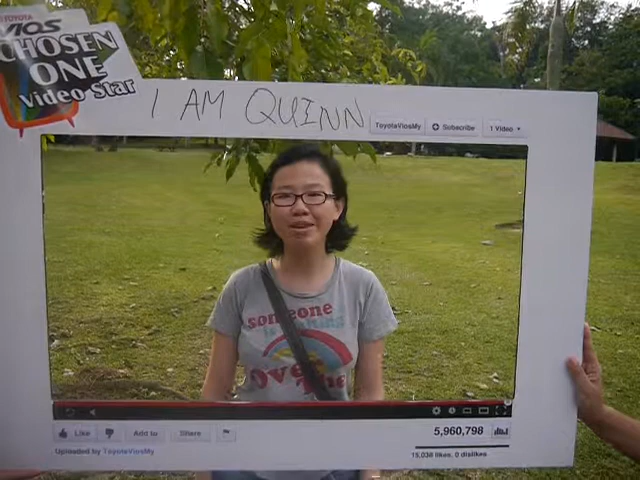 TOYOTA
VIOS
CHOSEN
ONE
Video Star
I AM QUINN
ToyotaViosMy
Subscribe
1 Video
someone
over
The
Like
Add to
Share
5,960,798
Uploaded by ToyotaViosMy
15,038 likes, 0 dislikes